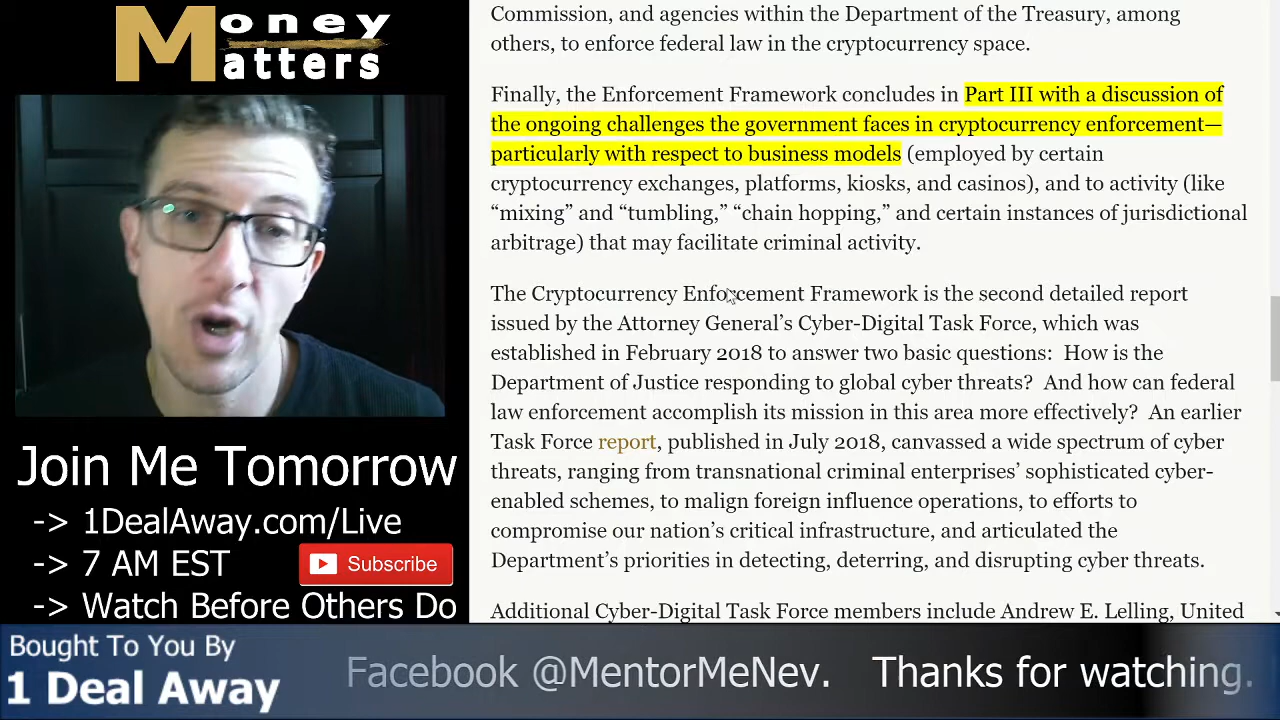 Money
Matters
Join Me Tomorrow
-> 1DealAway.com/Live
-> 7 AM EST
Subscribe
-> Watch Before Others Do
Commission, and agencies within the Department of the Treasury, among
others, to enforce federal law in the cryptocurrency space.
Finally, the Enforcement Framework concludes in Part III with a discussion of
the ongoing challenges the government faces in cryptocurrency enforcement—
particularly with respect to business models (employed by certain
cryptocurrency exchanges, platforms, kiosks, and casinos), and to activity (like
“mixing” and “tumbling,” “chain hopping,” and certain instances of jurisdictional
arbitrage) that may facilitate criminal activity.
The Cryptocurrency Enforcement Framework is the second detailed report
issued by the Attorney General’s Cyber-Digital Task Force, which was
established in February 2018 to answer two basic questions:  How is the
Department of Justice responding to global cyber threats?  And how can federal
law enforcement accomplish its mission in this area more effectively?  An earlier
Task Force report, published in July 2018, canvassed a wide spectrum of cyber
threats, ranging from transnational criminal enterprises’ sophisticated cyber-
enabled schemes, to malign foreign influence operations, to efforts to
compromise our nation’s critical infrastructure, and articulated the
Department’s priorities in detecting, deterring, and disrupting cyber threats.
Additional Cyber-Digital Task Force members include Andrew E. Lelling, United
Bought To You By
1 Deal Away
Facebook @MentorMeNev. Thanks for watching.